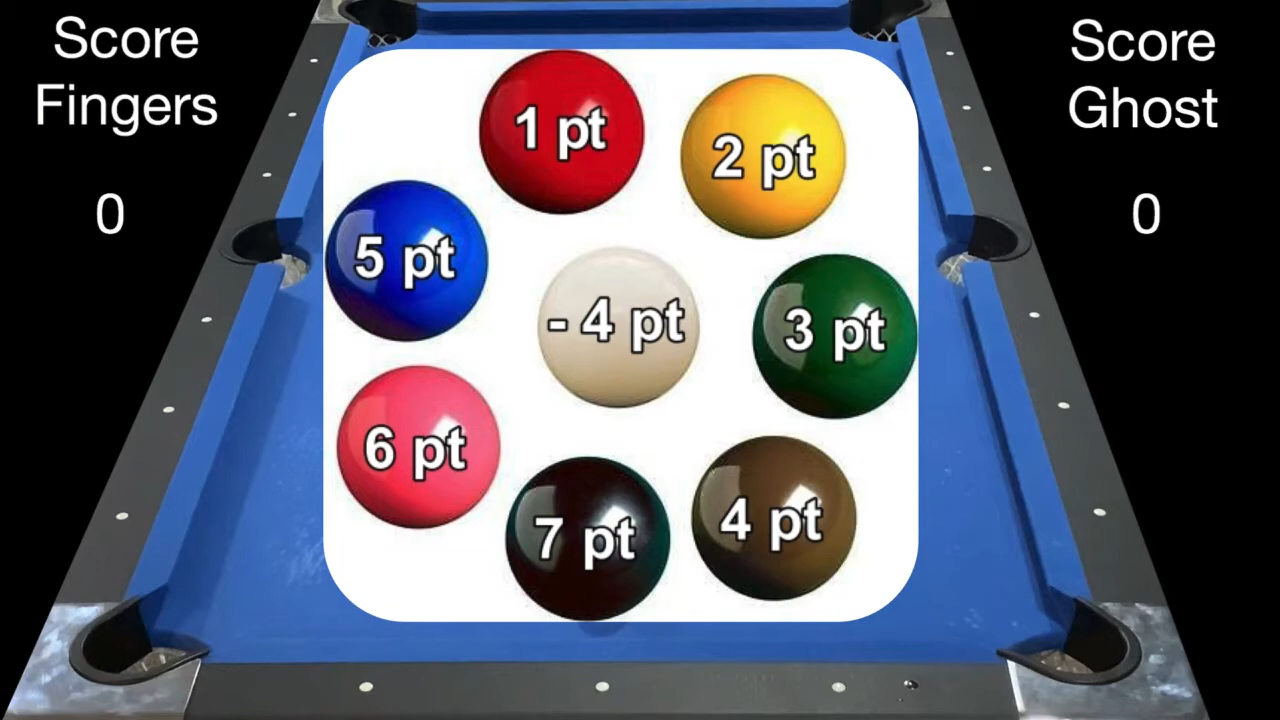 Score
Fingers
0
Score
Ghost
0
1 pt
2 pt
5 pt
- 4 pt
3 pt
6 pt
7 pt
4 pt